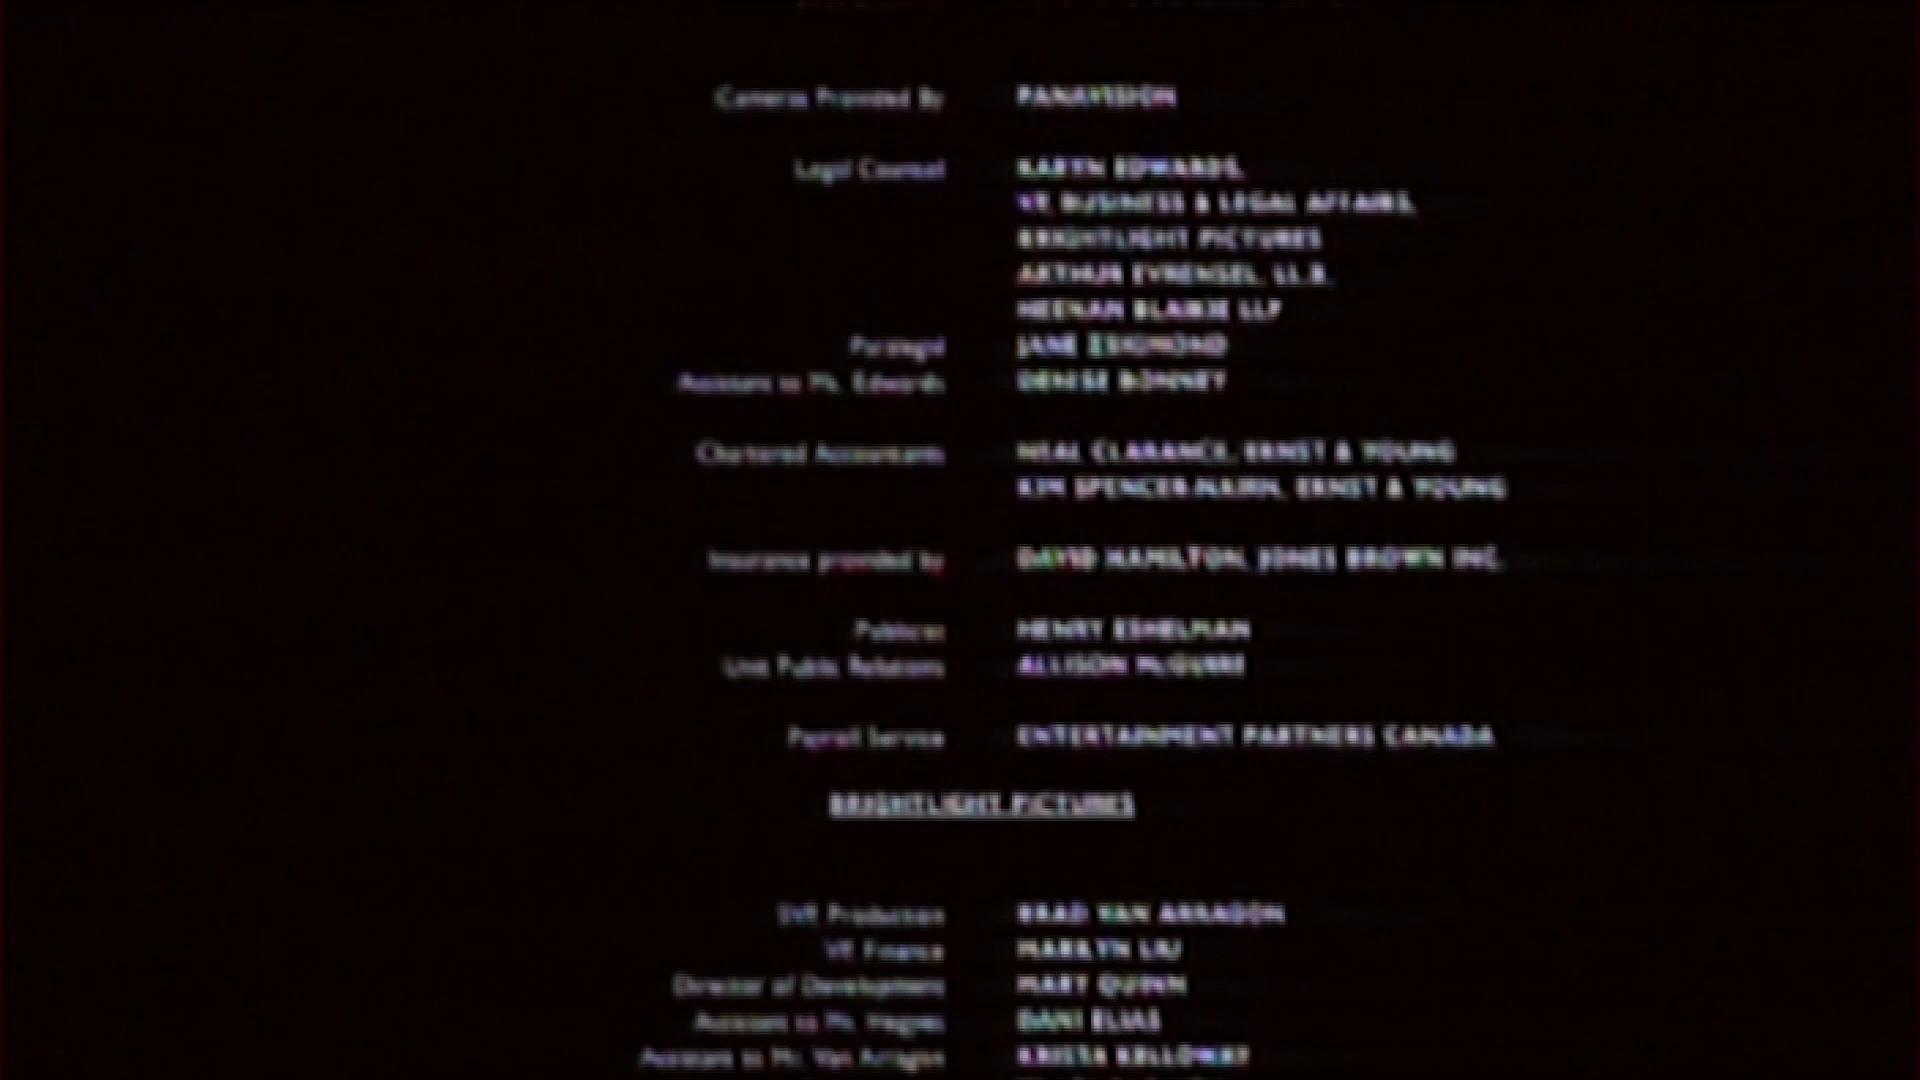 Cameras Provided By PANAVISION
Legal Counsel KARYN EDWARDS,
VP, BUSINESS & LEGAL AFFAIRS,
BRIGHTLIGHT PICTURES
ARTHUR EVRENSEL, LL.B.
HEENAN BLAIKIE LLP
Paralegal JANE ESIGMOND
Assistant to Ms. Edwards DENISE BONNEY
Chartered Accountants NEAL CLARANCE, ERNST & YOUNG
KIM SPENCER-NAIRN, ERNST & YOUNG
Insurance provided by DAVID HAMILTON, JONES BROWN INC.
Publicist HENRY ESHELMAN
Unit Public Relations ALLISON McGUIRE
Payroll Service ENTERTAINMENT PARTNERS CANADA
BRIGHTLIGHT PICTURES
SVP, Production BRAD VAN ARRAGON
VP, Finance MARILYN LIU
Director of Development MARY QUINN
Assistant to Mr. DANI ELIAS
Assistant to Mr. Van Arragon KRISTA KELLOWAY